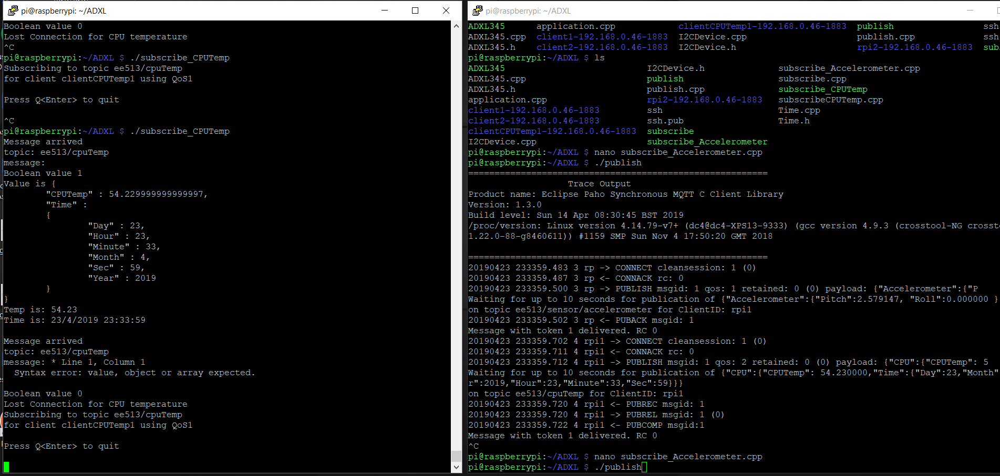 pi@raspberrypi: ~/ADXL
Boolean value 0
Lost Connection for CPU temperature
^C
pi@raspberrypi:~/ADXL $ ./subscribe_CPUTemp
Subscribing to topic ee513/cpuTemp
for client clientCPUTemp1 using QoS1
Press Q<Enter> to quit
^C
pi@raspberrypi:~/ADXL $ ./subscribe_CPUTemp
Message arrived
topic: ee513/cpuTemp
message:
Boolean value 1
Value is {
"CPUTemp" : 54.229999999999997,
"Time" :
{
"Day" : 23,
"Hour" : 23,
"Minute" : 33,
"Month" : 4,
"Sec" : 59,
"Year" : 2019
}
}
Temp is: 54.23
Time is: 23/4/2019 23:33:59
Message arrived
topic: ee513/cpuTemp
message: * Line 1, Column 1
Syntax error: value, object or array expected.
Boolean value 0
Lost Connection for CPU temperature
Subscribing to topic ee513/cpuTemp
for client clientCPUTemp1 using QoS1
Press Q<Enter> to quit
pi@raspberrypi: ~/ADXL
ADXL345 application.cpp clientCPUTemp1-192.168.0.46-1883 publish ssh
ADXL345.cpp client1-192.168.0.46-1883 I2CDevice.cpp publish.cpp ssh
ADXL345.h client2-192.168.0.46-1883 I2CDevice.h rpi2-192.168.0.46-1883 sub
pi@raspberrypi:~/ADXL $ ls
ADXL345 I2CDevice.h subscribe_Accelerometer.cpp
ADXL345.cpp publish subscribe.cpp
ADXL345.h publish.cpp subscribe_CPUTemp
application.cpp rpi2-192.168.0.46-1883 subscribeCPUTemp.cpp
client1-192.168.0.46-1883 ssh Time.cpp
client2-192.168.0.46-1883 ssh.pub Time.h
clientCPUTemp1-192.168.0.46-1883 subscribe
I2CDevice.cpp subscribe_Accelerometer
pi@raspberrypi:~/ADXL $ nano subscribe_Accelerometer.cpp
pi@raspberrypi:~/ADXL $ ./publish
=========================================================
Trace Output
Product name: Eclipse Paho Synchronous MQTT C Client Library
Version: 1.3.0
Build level: Sun 14 Apr 08:30:45 BST 2019
/proc/version: Linux version 4.14.79-v7+ (dc4@dc4-XPS13-9333) (gcc version 4.9.3 (crosstool-NG crosst
1.22.0-88-g8460611)) #1159 SMP Sun Nov 4 17:50:20 GMT 2018
=========================================================
20190423 233359.483 3 rp -> CONNECT cleansession: 1 (0)
20190423 233359.487 3 rp <- CONNACK rc: 0
20190423 233359.500 3 rp -> PUBLISH msgid: 1 qos: 1 retained: 0 (0) payload: {"Accelerometer":{"P
Waiting for up to 10 seconds for publication of {"Accelerometer":{"Pitch":2.579147, "Roll":0.000000 }
on topic ee513/sensor/accelerometer for ClientID: rpi1
20190423 233359.502 3 rp <- PUBACK msgid: 1
Message with token 1 delivered. RC 0
20190423 233359.702 4 rpi1 -> CONNECT cleansession: 1 (0)
20190423 233359.711 4 rpi1 <- CONNACK rc: 0
20190423 233359.712 4 rpi1 -> PUBLISH msgid: 1 qos: 2 retained: 0 (0) payload: {"CPU":{"CPUTemp": 5
Waiting for up to 10 seconds for publication of {"CPU":{"CPUTemp": 54.230000,"Time":{"Day":23,"Month"
r":2019,"Hour":23,"Minute":33,"Sec":59}}}
on topic ee513/cpuTemp for ClientID: rpi1
20190423 233359.720 4 rpi1 <- PUBREC msgid: 1
20190423 233359.720 4 rpi1 -> PUBREL msgid: 1 (0)
20190423 233359.722 4 rpi1 <- PUBCOMP msgid:1
Message with token 1 delivered. RC 0
^C
pi@raspberrypi:~/ADXL $ nano subscribe_Accelerometer.cpp
pi@raspberrypi:~/ADXL $ ./publish